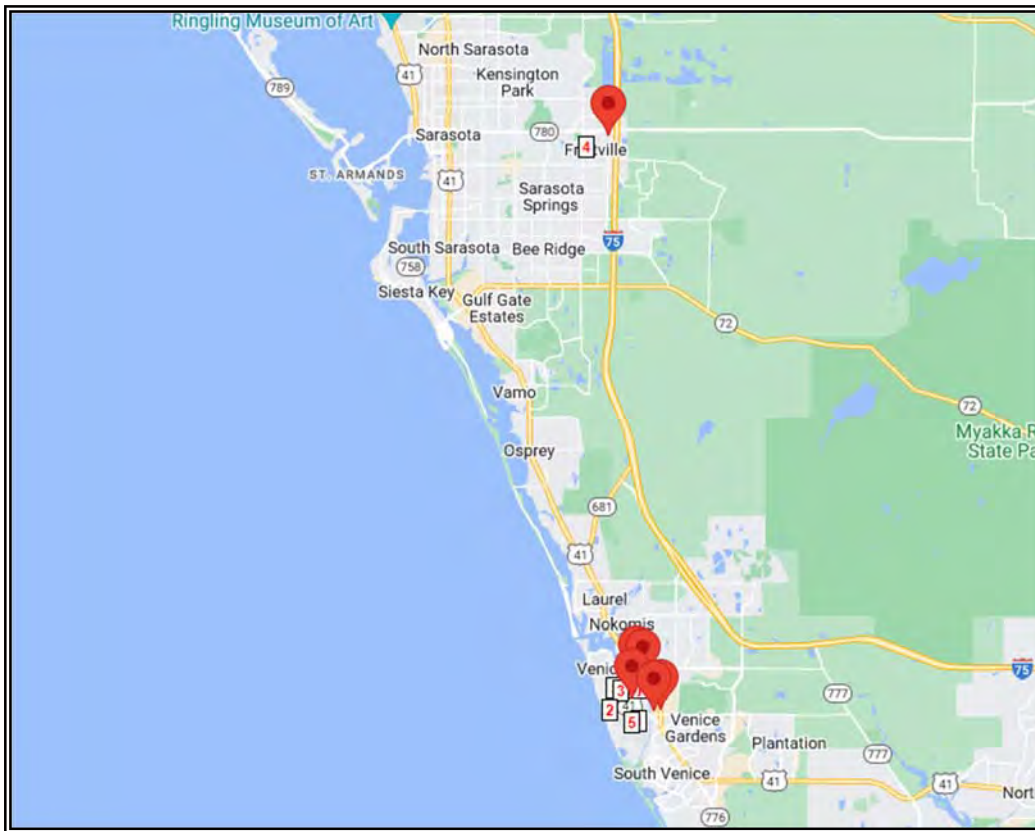 Ringling Museum of Art
North Sarasota
41
Kensington
Park
789
Sarasota
780
4
ST. ARMANDS
41
Sarasota
Springs
75
South Sarasota
Bee Ridge
758
Siesta Key
Gulf Gate
Estates
72
Vamo
72
Myakka R
State Pa
Osprey
681
41
Laurel
Nokomis
75
3
777
2
41
5
Venice
Gardens
Plantation
777
South Venice
41
41
North
776